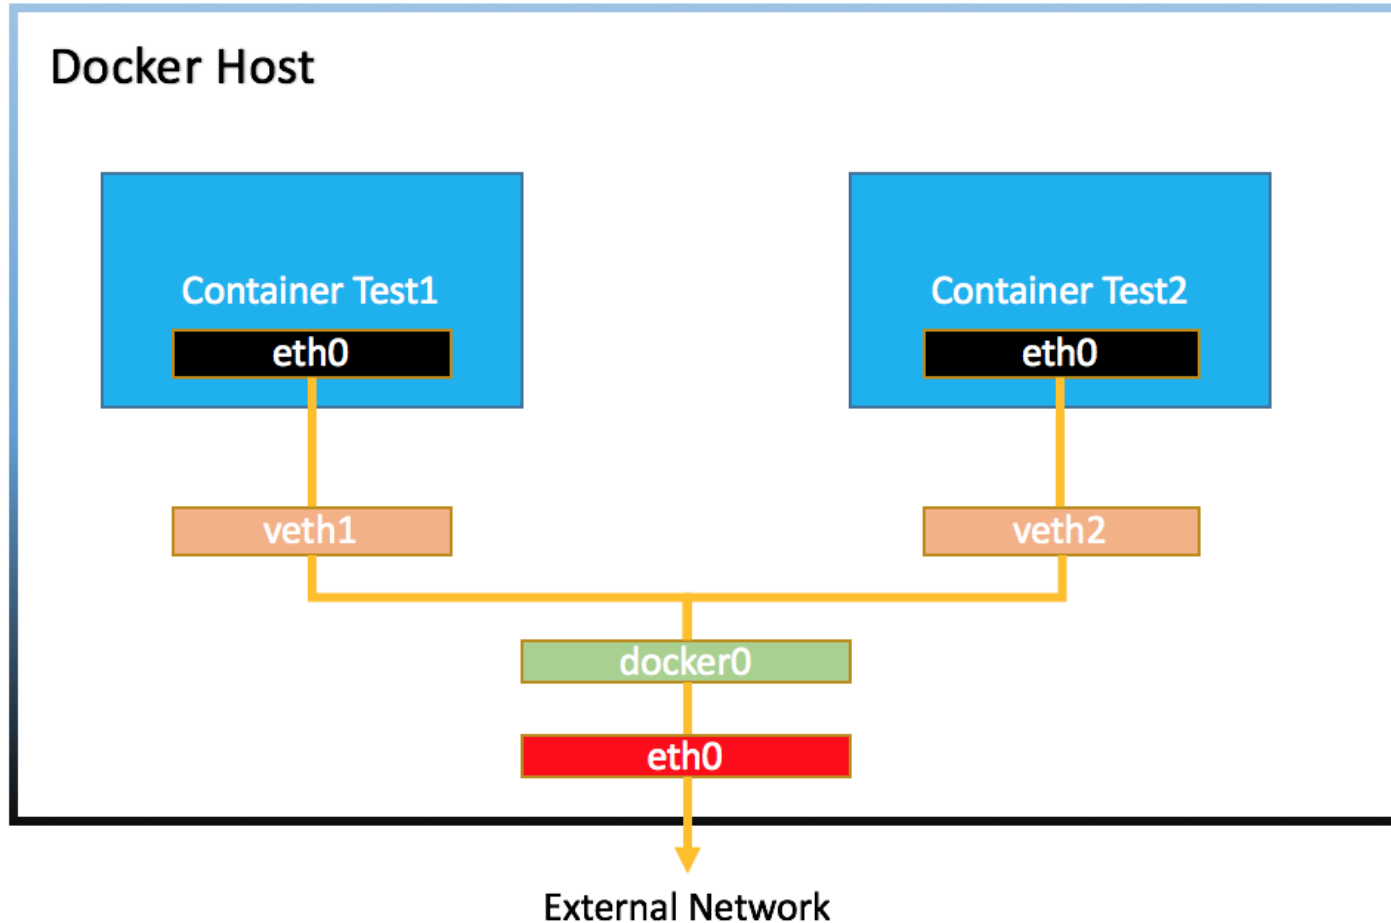 Docker Host
Container Test1
eth0
Container Test2
eth0
veth1
veth2
docker0
eth0
External Network